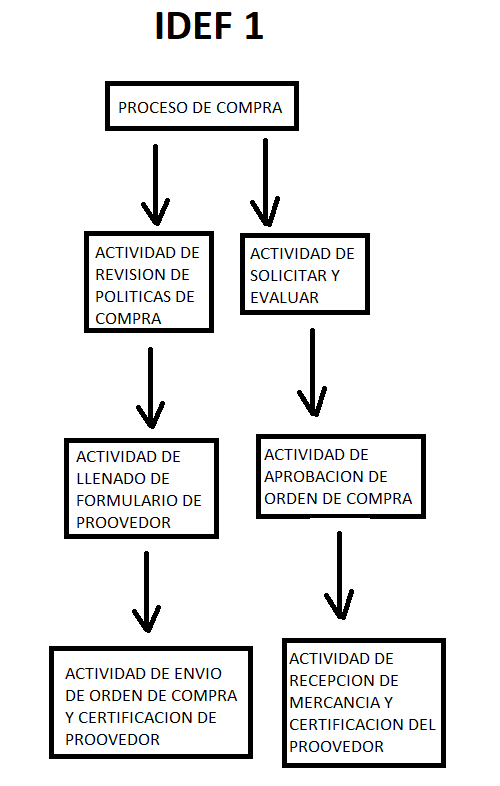 IDEF 1
PROCESO DE COMPRA
ACTIVIDAD DE
REVISION DE
POLITICAS DE
COMPRA
ACTIVIDAD DE
SOLICITAR Y
EVALUAR
ACTIVIDAD DE
LLENADO DE
FORMULARIO DE
PROOVEDOR
ACTIVIDAD DE
APROBACION DE
ORDEN DE COMPRA
ACTIVIDAD DE ENVIO
DE ORDEN DE COMPRA
Y CERTIFICACION DE
PROOVEDOR
ACTIVIDAD DE
RECEPCION DE
MERCANCIA Y
CERTIFICACION DEL
PROOVEDOR